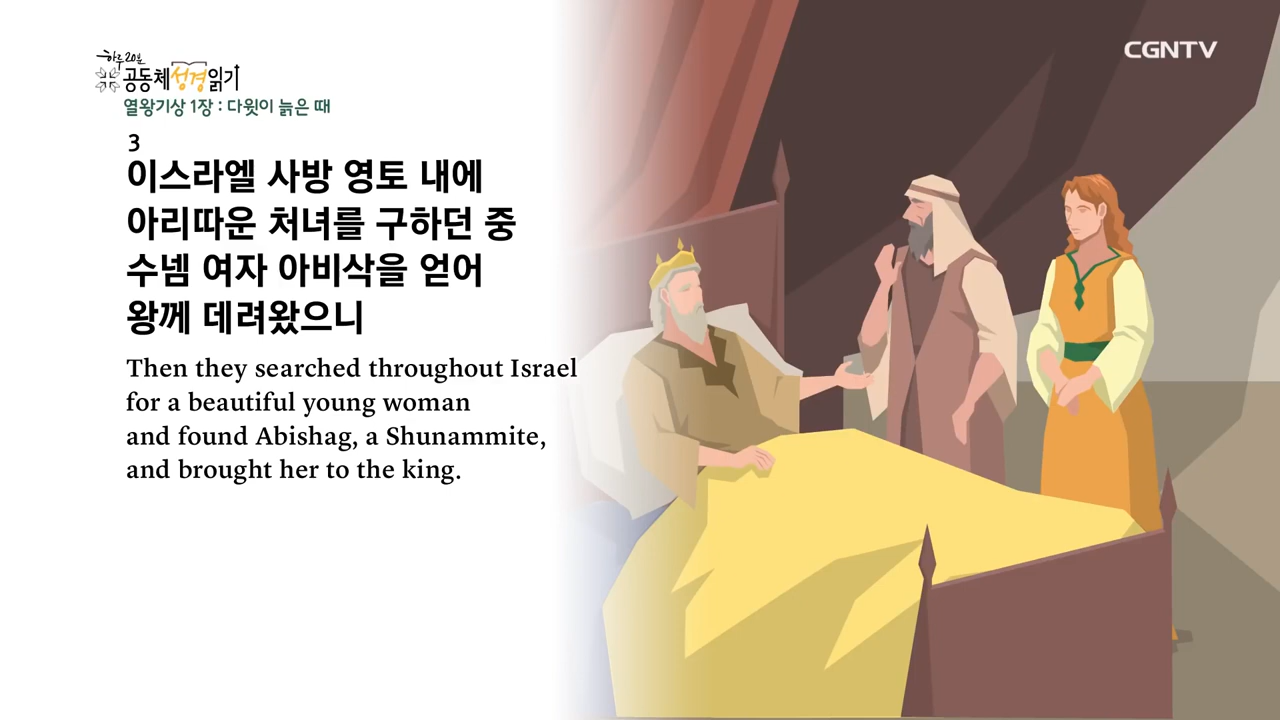 하루 20분
공동체성경읽기
CGNTV
열왕기상 1장 : 다윗이 늙은 때
3
이스라엘 사방 영토 내에
아리따운 처녀를 구하던 중
수넴 여자 아비삭을 얻어
왕께 데려왔으니
Then they searched throughout Israel
for a beautiful young woman
and found Abishag, a Shunammite,
and brought her to the king.